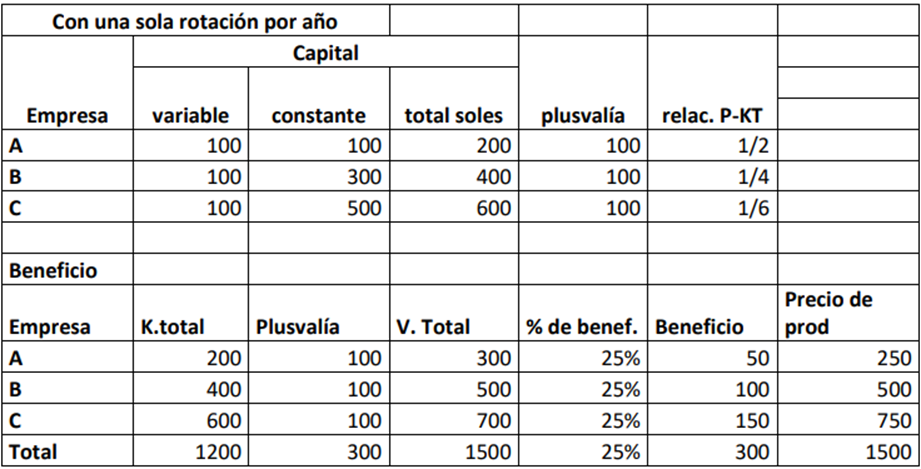 Con una sola rotación por año
Capital
Empresa variable constante total soles plusvalía relac. P-KT
A 100 100 200 100 1/2
B 100 300 400 100 1/4
C 100 500 600 100 1/6
Beneficio
Empresa K.total Plusvalía V. Total % de benef. Beneficio Precio de prod
A 200 100 300 25% 50 250
B 400 100 500 25% 100 500
C 600 100 700 25% 150 750
Total 1200 300 1500 25% 300 1500